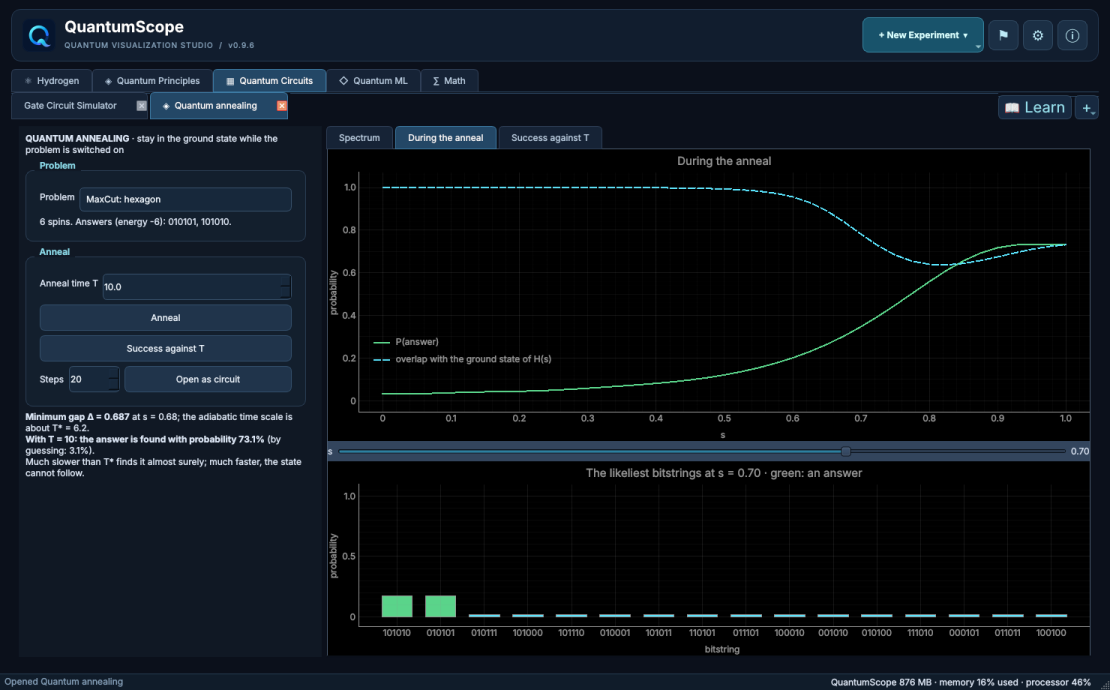 QuantumScope
QUANTUM VISUALIZATION STUDIO / v0.9.6
+ New Experiment ▾
Hydrogen
Quantum Principles
Quantum Circuits
Quantum ML
∑ Math
Gate Circuit Simulator
Quantum annealing
Learn
+
QUANTUM ANNEALING · stay in the ground state while the
problem is switched on
Problem
Problem
MaxCut: hexagon
6 spins. Answers (energy -6): 010101, 101010.
Anneal
Anneal time T
10.0
Anneal
Success against T
Steps
20
Open as circuit
Minimum gap Δ = 0.687 at s = 0.68; the adiabatic time scale is
about T* = 6.2.
With T = 10: the answer is found with probability 73.1% (by
guessing: 3.1%).
Much slower than T* finds it almost surely; much faster, the state
cannot follow.
Spectrum
During the anneal
Success against T
During the anneal
probability
1.0
0.8
0.6
0.4
0.2
0
P(answer)
overlap with the ground state of H(s)
0 0.1 0.2 0.3 0.4 0.5 0.6 0.7 0.8 0.9 1.0
s
s
0.70
The likeliest bitstrings at s = 0.70 · green: an answer
probability
1.0
0.5
0
101010 010101 010111 101000 101110 010001 101011 110101 011101 100010 001010 010100 111010 000101 011011 100100
bitstring
Opened Quantum annealing
QuantumScope 876 MB · memory 16% used · processor 46%